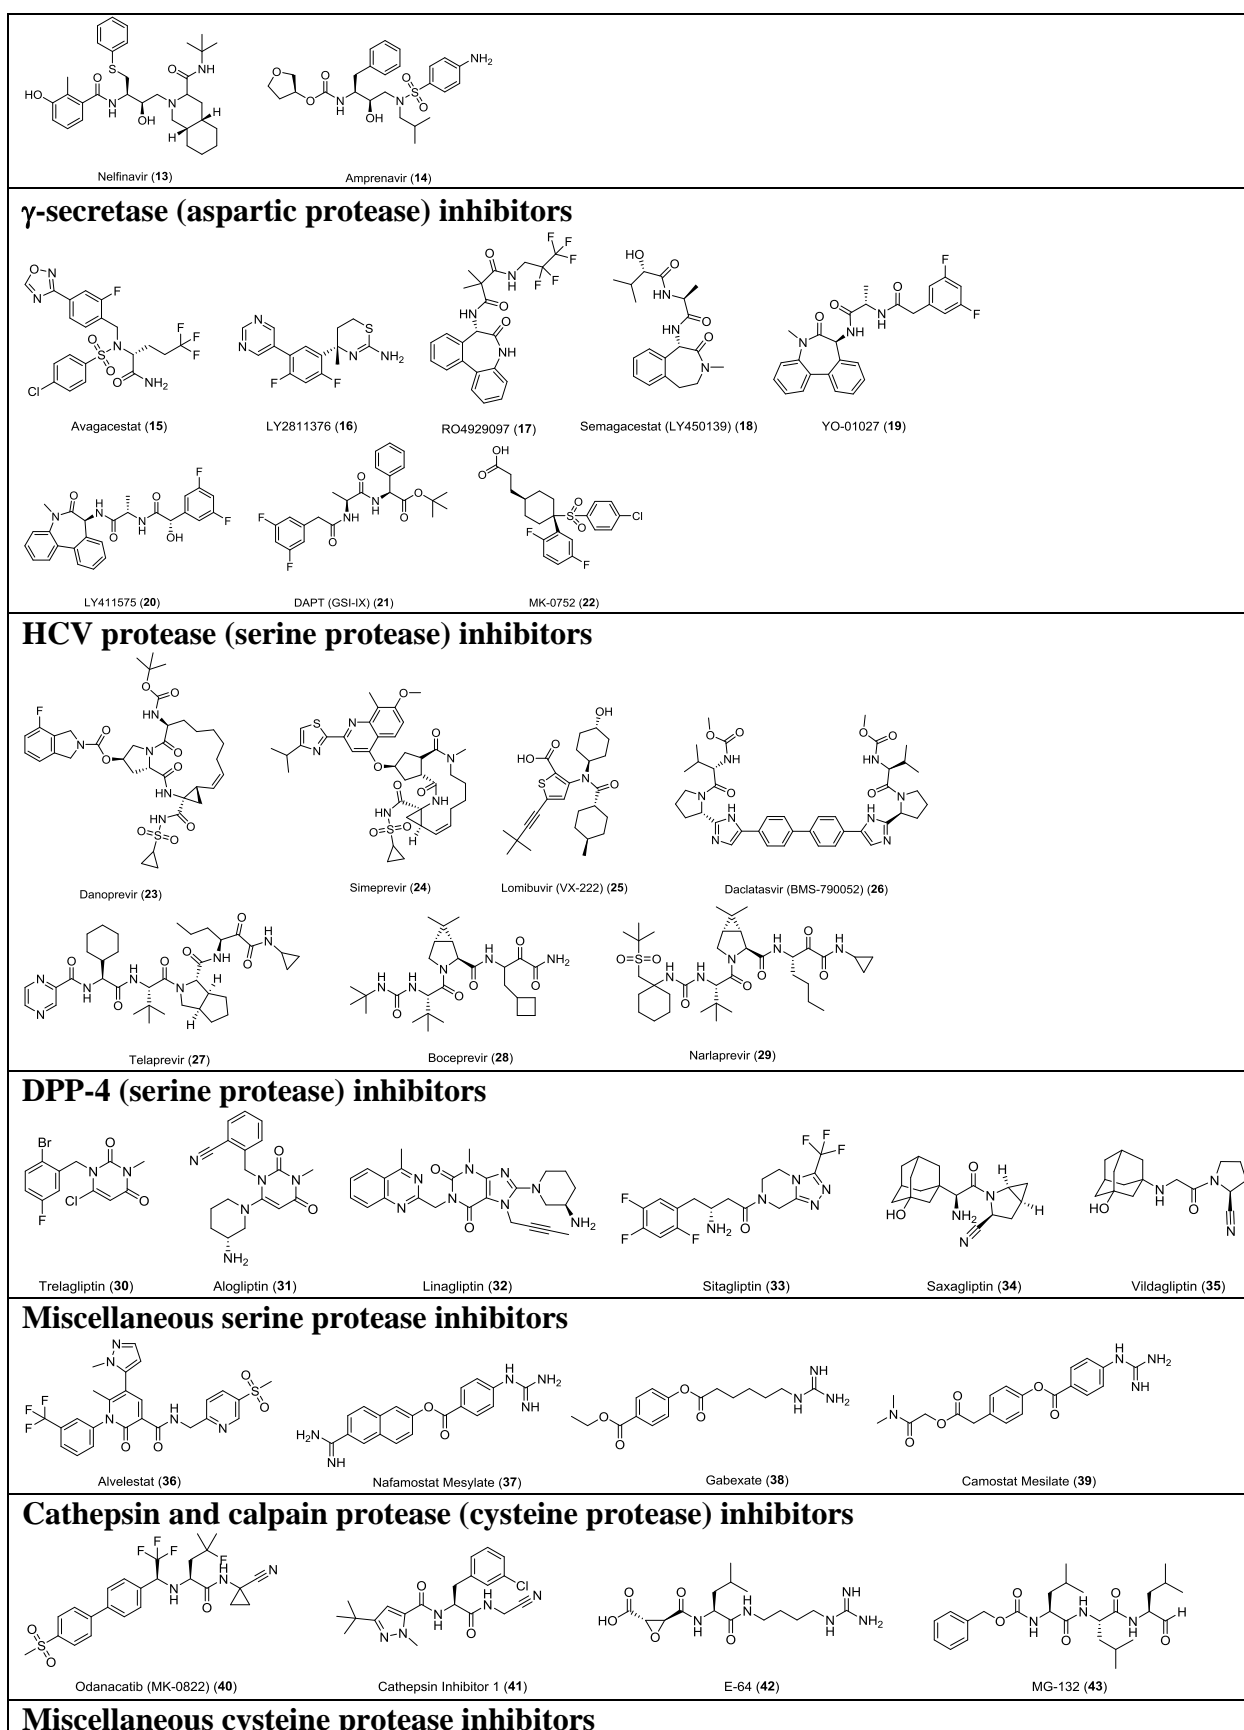 Nelfinavir (13)
Amprenavir (14)
γ-secretase (aspartic protease) inhibitors
Avagacestat (15)
LY2811376 (16)
RO4929097 (17)
Semagacestat (LY450139) (18)
YO-01027 (19)
LY411575 (20)
DAPT (GSI-IX) (21)
MK-0752 (22)
HCV protease (serine protease) inhibitors
Danoprevir (23)
Simeprevir (24)
Lomibuvir (VX-222) (25)
Daclatasvir (BMS-790052) (26)
Telaprevir (27)
Boceprevir (28)
Narlaprevir (29)
DPP-4 (serine protease) inhibitors
Trelagliptin (30)
Alogliptin (31)
Linagliptin (32)
Sitagliptin (33)
Saxagliptin (34)
Vildagliptin (35)
Miscellaneous serine protease inhibitors
Alvelestat (36)
Nafamostat Mesylate (37)
Gabexate (38)
Camostat Mesilate (39)
Cathepsin and calpain protease (cysteine protease) inhibitors
Odanacatib (MK-0822) (40)
Cathepsin Inhibitor 1 (41)
E-64 (42)
MG-132 (43)
Miscellaneous cysteine protease inhibitors